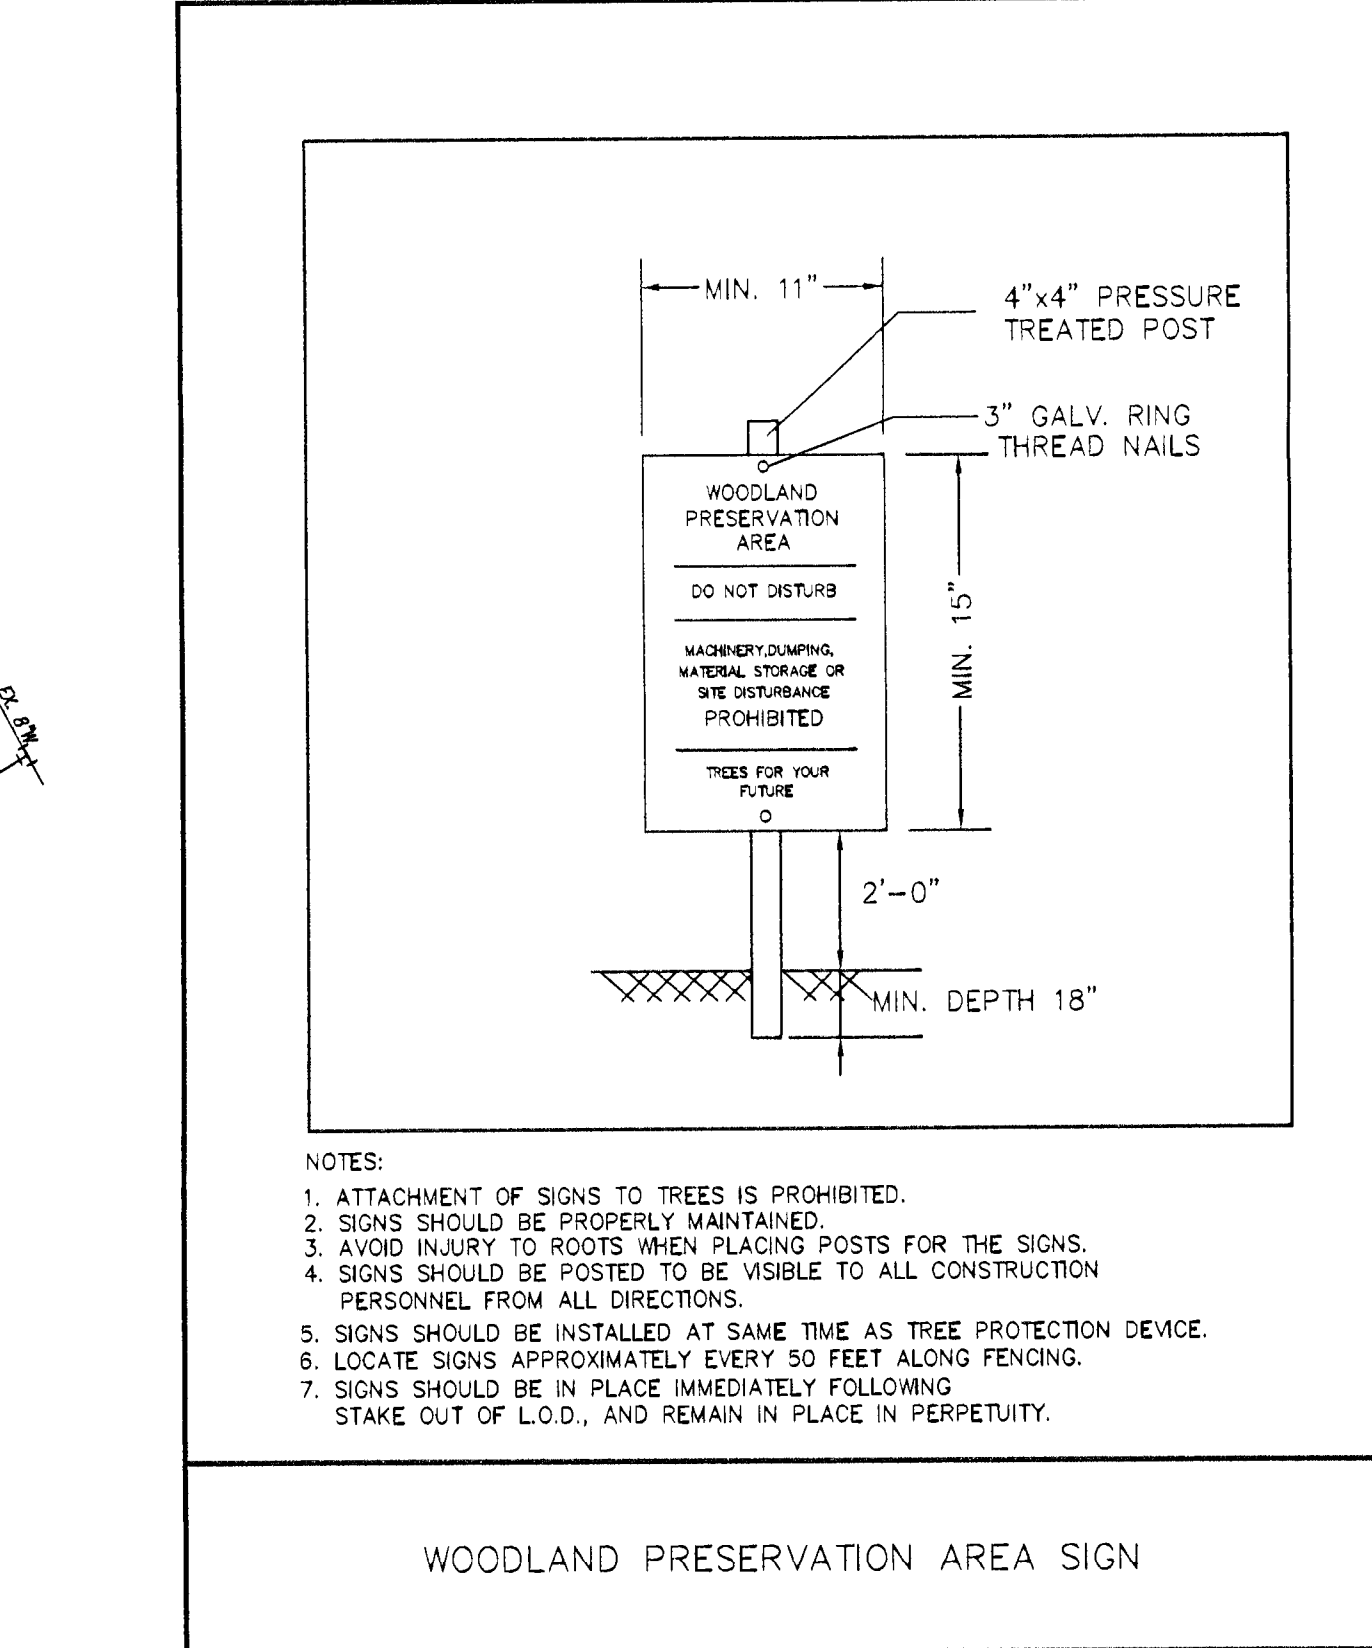 MIN. 11"
4"x4" PRESSURE
TREATED POST
3" GALV. RING
THREAD NAILS
WOODLAND
PRESERVATION
AREA
DO NOT DISTURB
MACHINERY,DUMPING,
MATERIAL STORAGE OR
SITE DISTURBANCE
PROHIBITED
TREES FOR YOUR
FUTURE
MIN. 15"
2'-0"
MIN. DEPTH 18"
EX. 8"W
NOTES:
1. ATTACHMENT OF SIGNS TO TREES IS PROHIBITED.
2. SIGNS SHOULD BE PROPERLY MAINTAINED.
3. AVOID INJURY TO ROOTS WHEN PLACING POSTS FOR THE SIGNS.
4. SIGNS SHOULD BE POSTED TO BE VISIBLE TO ALL CONSTRUCTION
PERSONNEL FROM ALL DIRECTIONS.
5. SIGNS SHOULD BE INSTALLED AT SAME TIME AS TREE PROTECTION DEVICE.
6. LOCATE SIGNS APPROXIMATELY EVERY 50 FEET ALONG FENCING.
7. SIGNS SHOULD BE IN PLACE IMMEDIATELY FOLLOWING
STAKE OUT OF L.O.D., AND REMAIN IN PLACE IN PERPETUITY.
WOODLAND PRESERVATION AREA SIGN